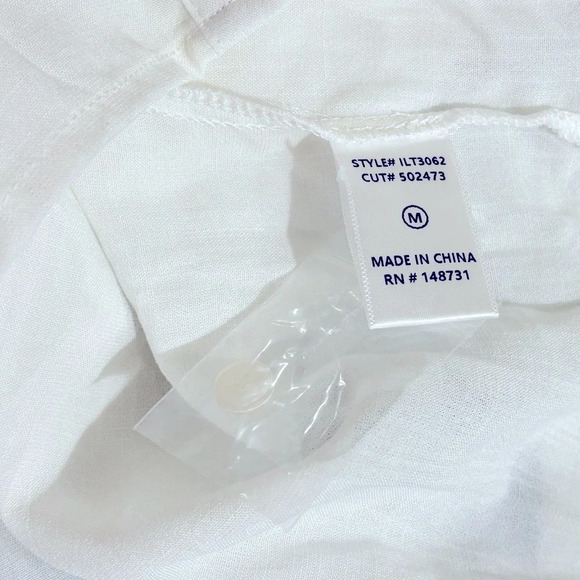 STYLE# ILT3062
CUT# 502473
M
MADE IN CHINA
RN # 148731